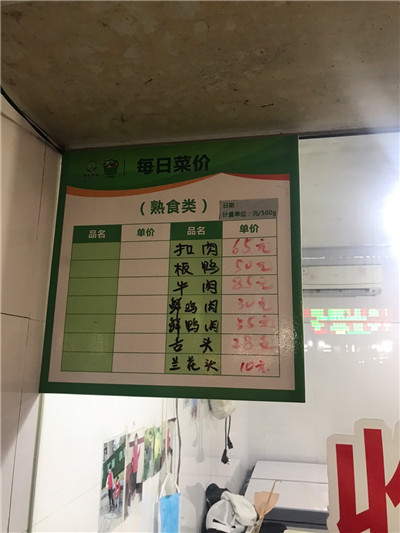 每日菜价
(熟食类)
日期:
计量单位:元/500g
品名 单价 品名 单价
扣肉 65元
板鸭 50元
牛肉 85元
鲜鸡肉 30元
鲜鸭肉 35元
舌头 28元
兰花头 10元